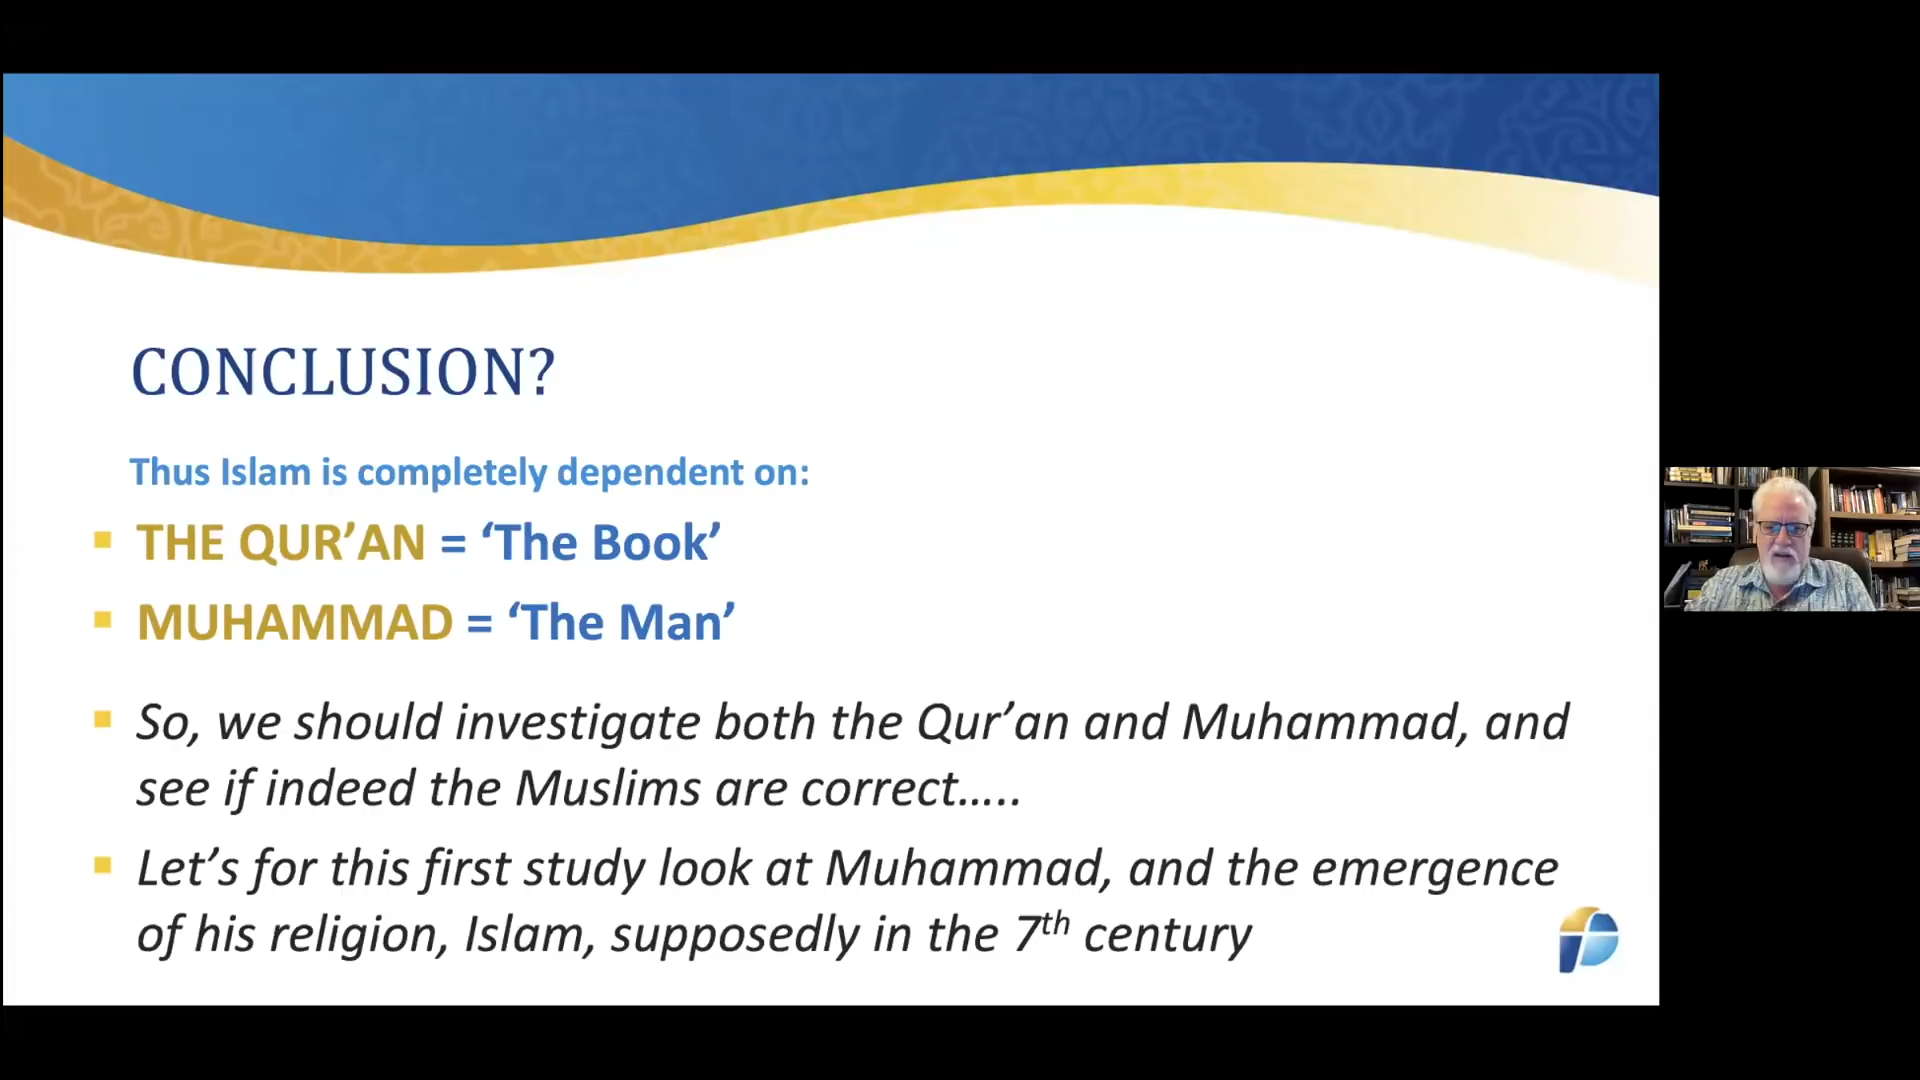 CONCLUSION?
Thus Islam is completely dependent on:
THE QUR’AN = ‘The Book’
MUHAMMAD = ‘The Man’
So, we should investigate both the Qur’an and Muhammad, and
see if indeed the Muslims are correct…..
Let’s for this first study look at Muhammad, and the emergence
of his religion, Islam, supposedly in the 7th century